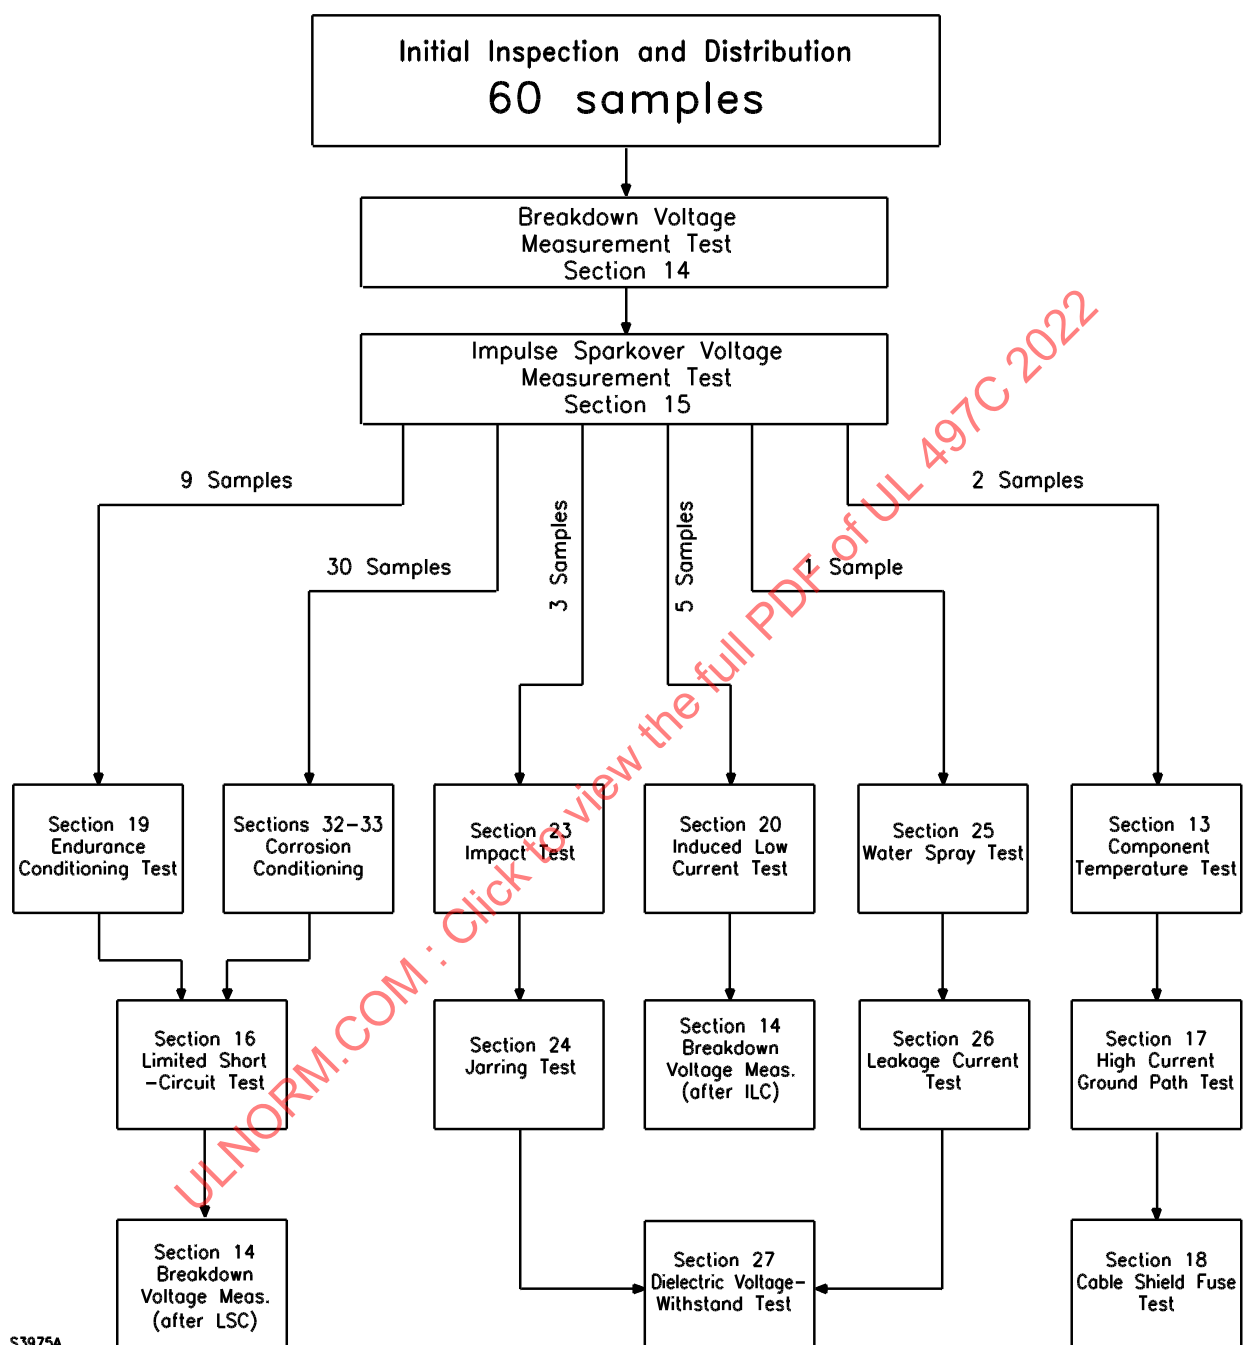 Initial Inspection and Distribution
60 samples
Breakdown Voltage
Measurement Test
Section 14
Impulse Sparkover Voltage
Measurement Test
Section 15
9 Samples
30 Samples
3 Samples
5 Samples
1 Sample
2 Samples
Section 19
Endurance
Conditioning Test
Sections 32-33
Corrosion
Conditioning
Section 23
Impact Test
Section 20
Induced Low
Current Test
Section 25
Water Spray Test
Section 13
Component
Temperature Test
Section 16
Limited Short
-Circuit Test
Section 24
Jarring Test
Section 14
Breakdown
Voltage Meas.
(after ILC)
Section 26
Leakage Current
Test
Section 17
High Current
Ground Path Test
Section 14
Breakdown
Voltage Meas.
(after LSC)
Section 27
Dielectric Voltage-
Withstand Test
Section 18
Cable Shield Fuse
Test
S3975A
ULNORM.COM : Click to view the full PDF of UL 497C 2022